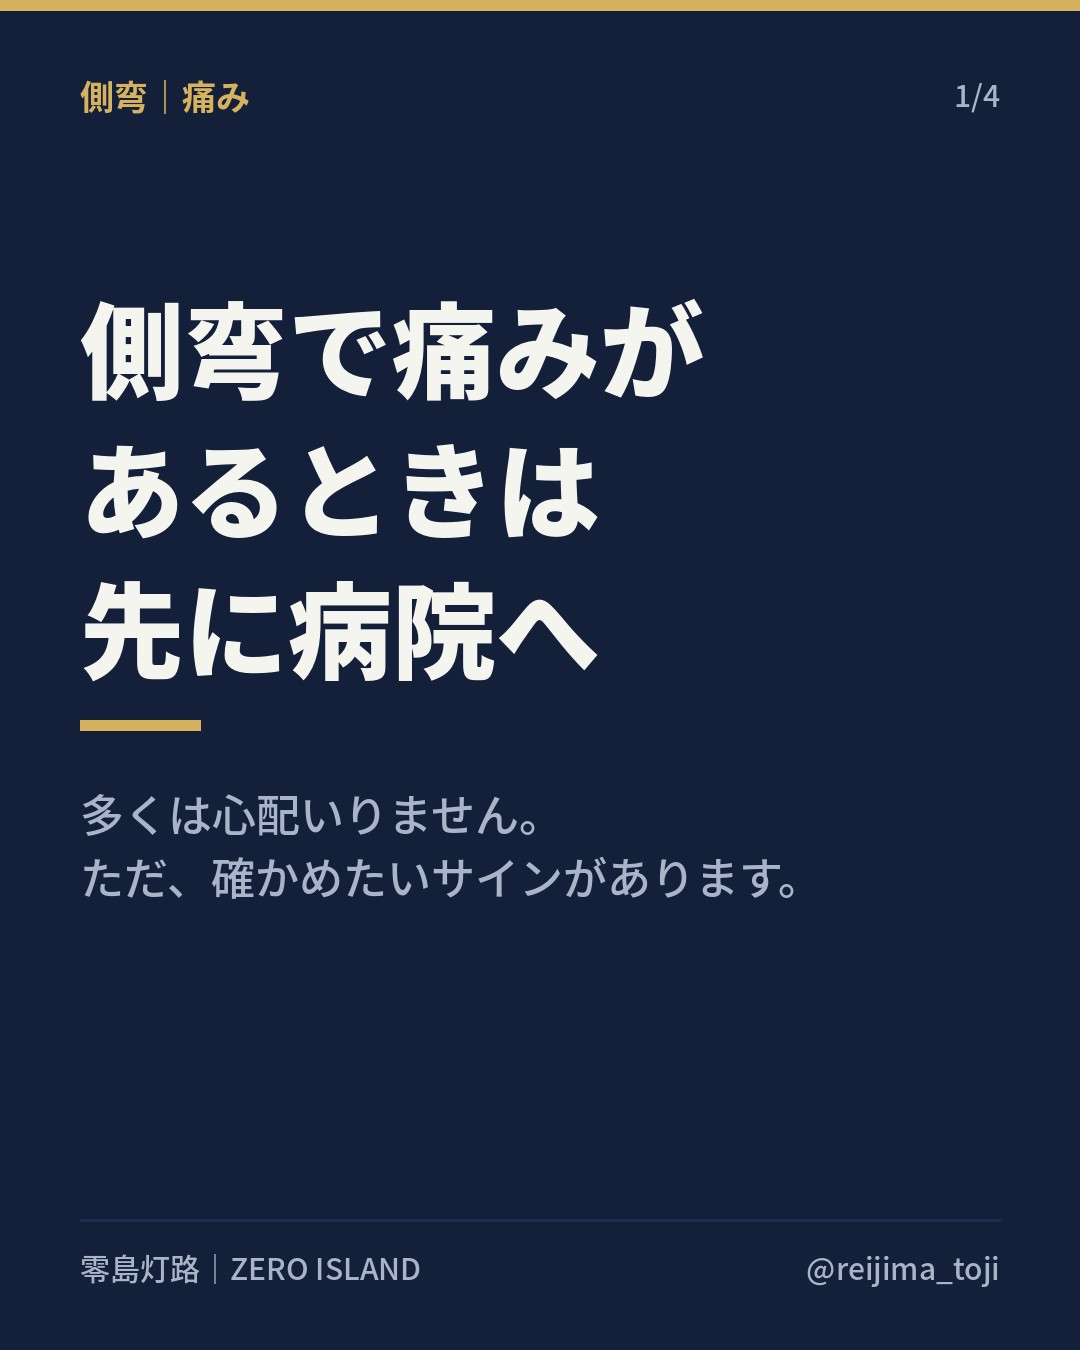 側弯｜痛み
1/4
側弯で痛みが
あるときは
先に病院へ
多くは心配いりません。
ただ、確かめたいサインがあります。
零島灯路｜ZERO ISLAND
@reijima_toji